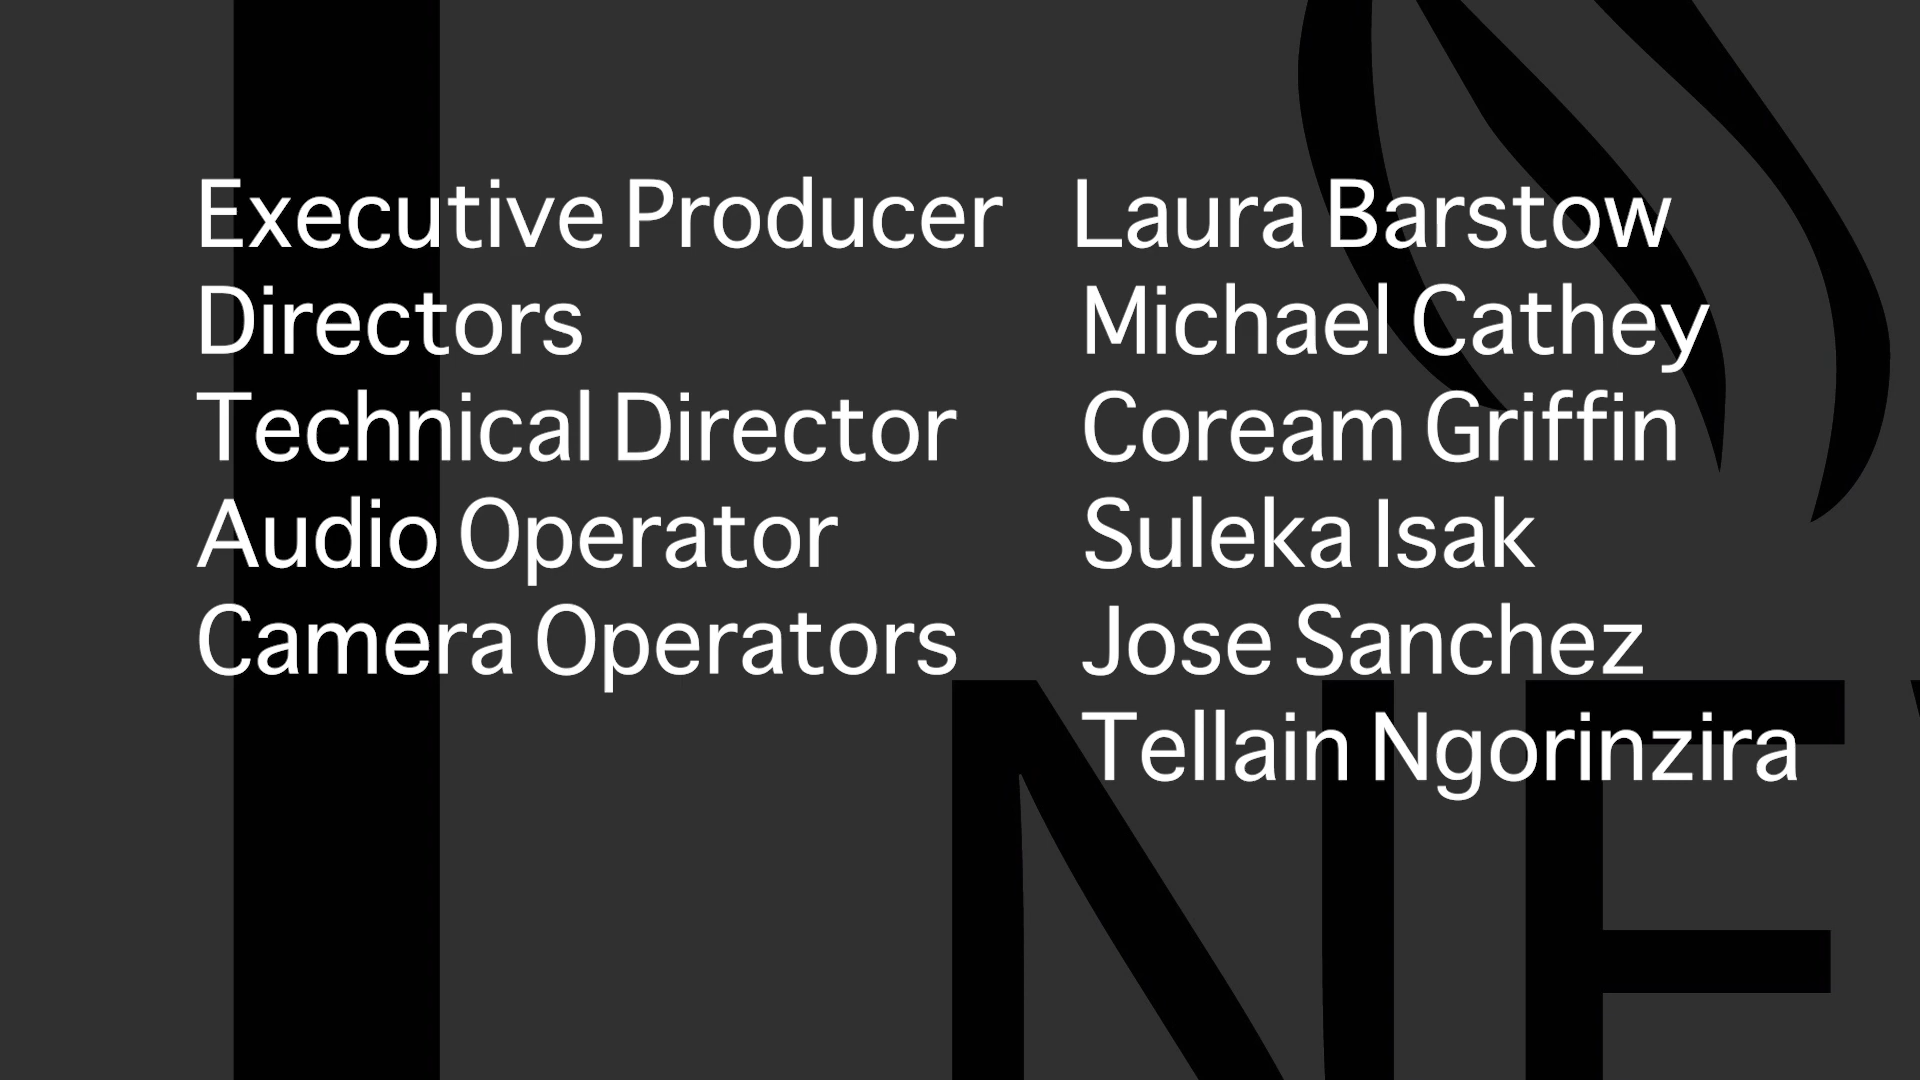 Executive Producer Laura Barstow
Directors Michael Cathey
Technical Director Coream Griffin
Audio Operator Suleka Isak
Camera Operators Jose Sanchez
Tellain Ngorinzira
NE